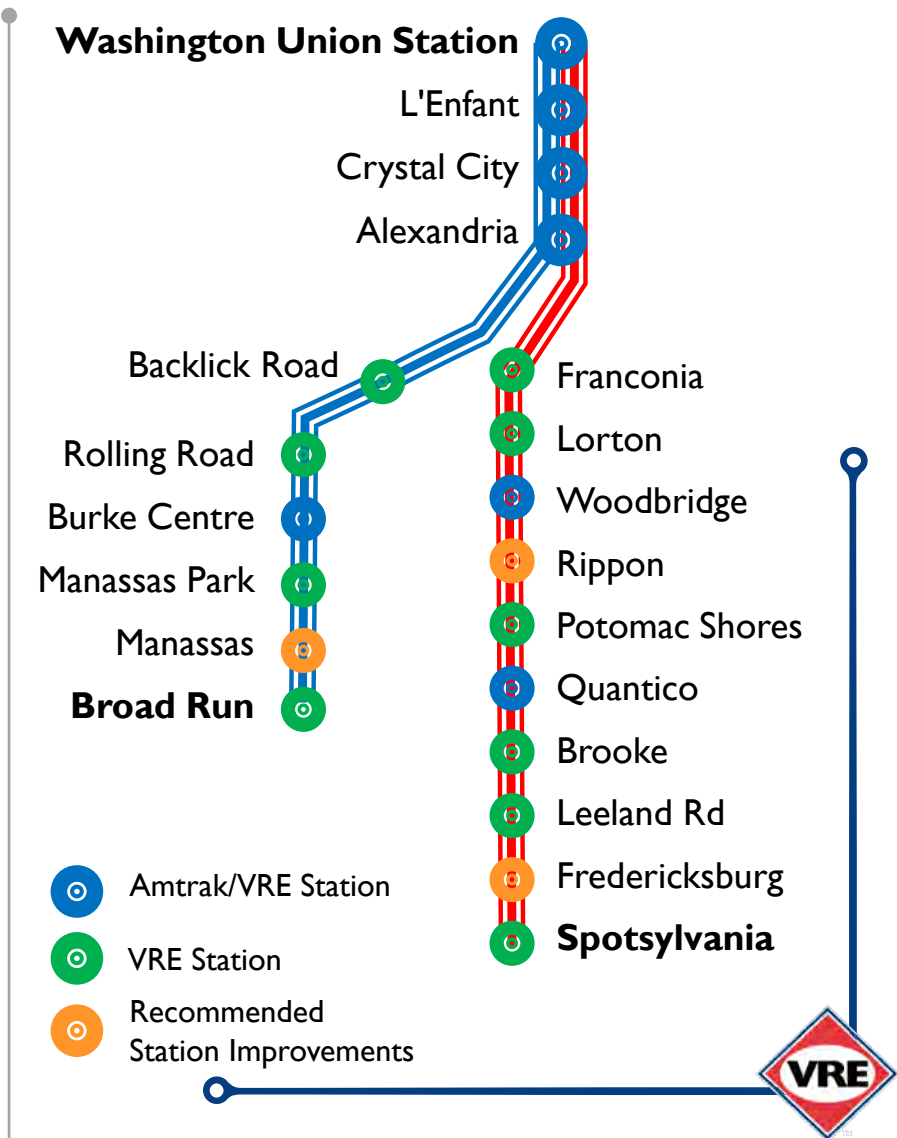 Washington Union Station
L'Enfant
Crystal City
Alexandria
Backlick Road
Rolling Road
Burke Centre
Manassas Park
Manassas
Broad Run
Franconia
Lorton
Woodbridge
Rippon
Potomac Shores
Quantico
Brooke
Leeland Rd
Fredericksburg
Spotsylvania
Amtrak/VRE Station
VRE Station
Recommended
Station Improvements
VRE
TM